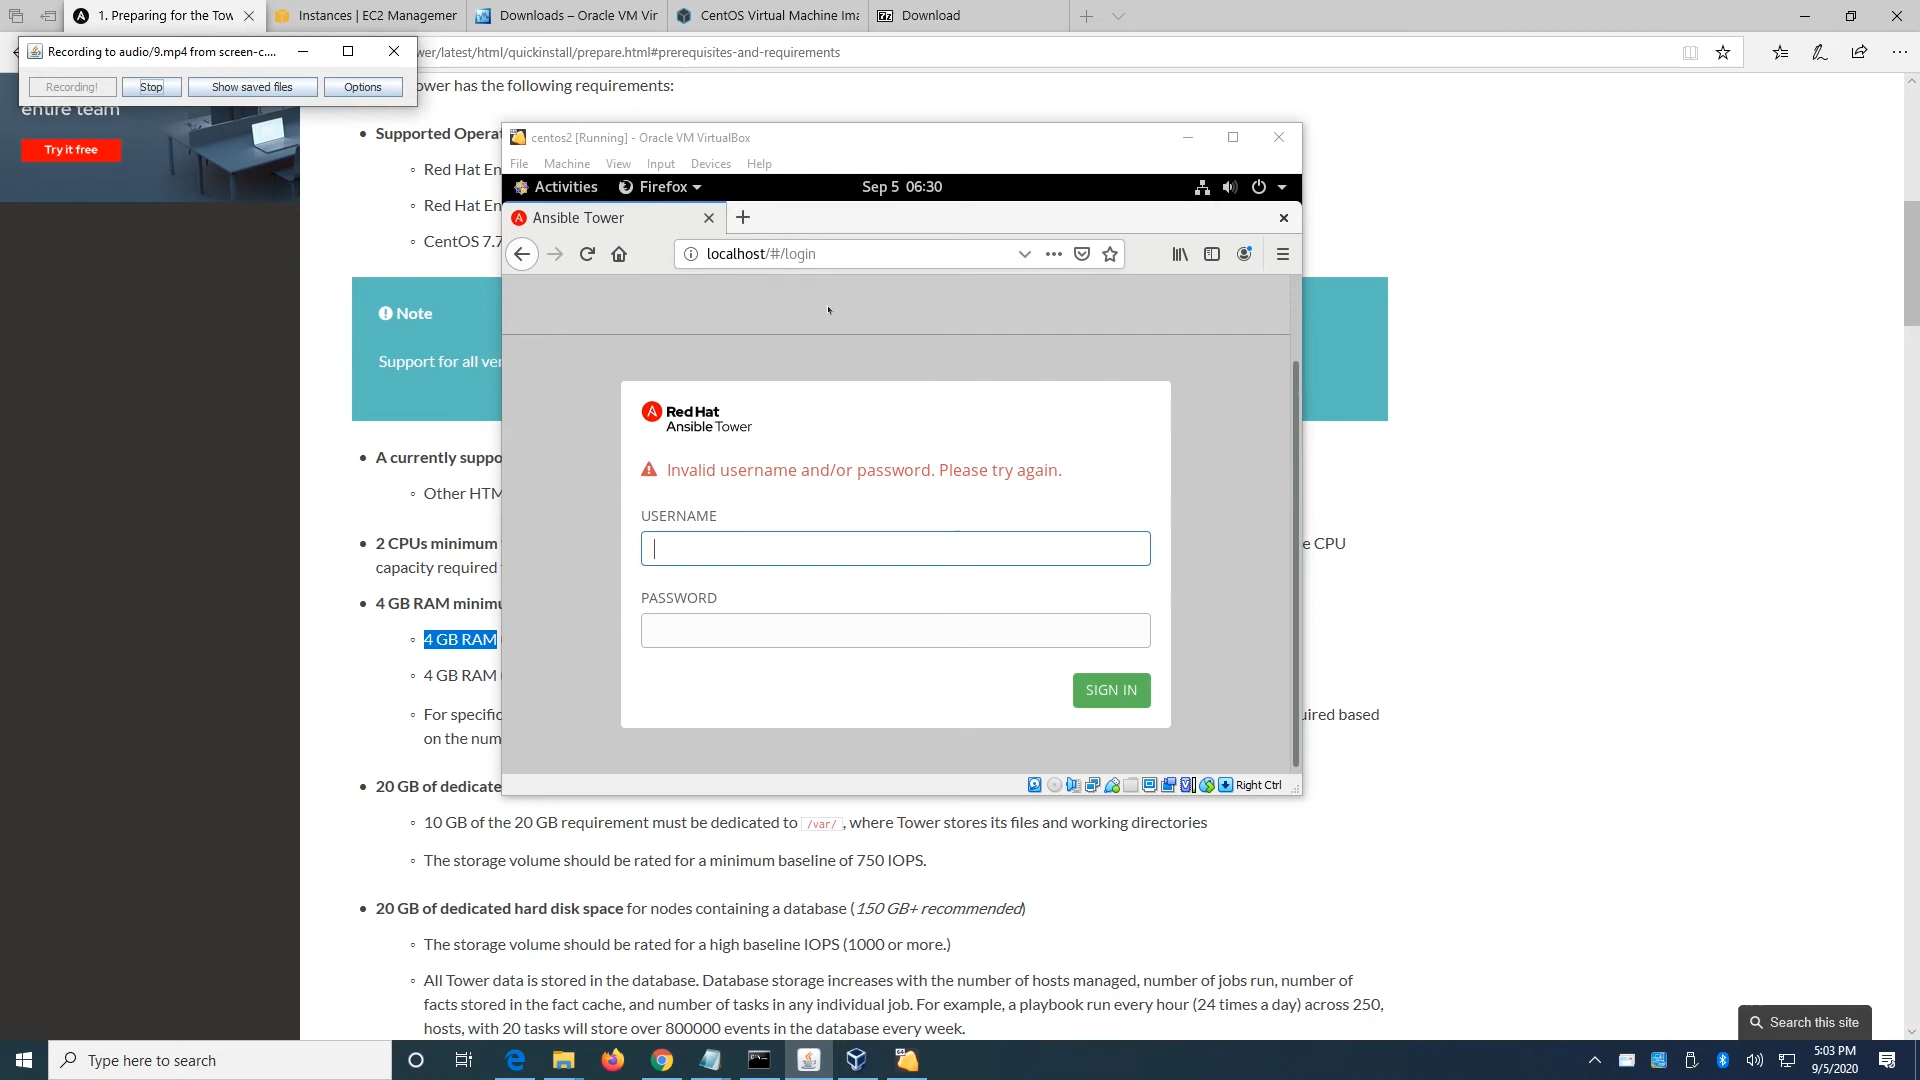 1. Preparing for the Tow
Instances | EC2 Managemer
Downloads – Oracle VM Vir
CentOS Virtual Machine Ima
7z Download
Recording to audio/9.mp4 from screen-c....
wer/latest/html/quickinstall/prepare.html#prerequisites-and-requirements
Recording!
Stop
Show saved files
Options
ower has the following requirements:
entire team
Try it free
Supported Operat
Red Hat En
Red Hat En
CentOS 7.7
Note
Support for all ver
A currently suppo
Other HTM
2 CPUs minimum
e CPU
capacity required
4 GB RAM minimu
4 GB RAM
4 GB RAM
For specific
uired based
on the num
20 GB of dedicate
centos2 [Running] - Oracle VM VirtualBox
File Machine View Input Devices Help
Activities Firefox Sep 5 06:30
Ansible Tower
localhost/#/login
Red Hat
Ansible Tower
Invalid username and/or password. Please try again.
USERNAME
PASSWORD
SIGN IN
Right Ctrl
10 GB of the 20 GB requirement must be dedicated to /var/, where Tower stores its files and working directories
The storage volume should be rated for a minimum baseline of 750 IOPS.
20 GB of dedicated hard disk space for nodes containing a database (150 GB+ recommended)
The storage volume should be rated for a high baseline IOPS (1000 or more.)
All Tower data is stored in the database. Database storage increases with the number of hosts managed, number of jobs run, number of
facts stored in the fact cache, and number of tasks in any individual job. For example, a playbook run every hour (24 times a day) across 250,
hosts, with 20 tasks will store over 800000 events in the database every week.
Search this site
Type here to search
5:03 PM
9/5/2020